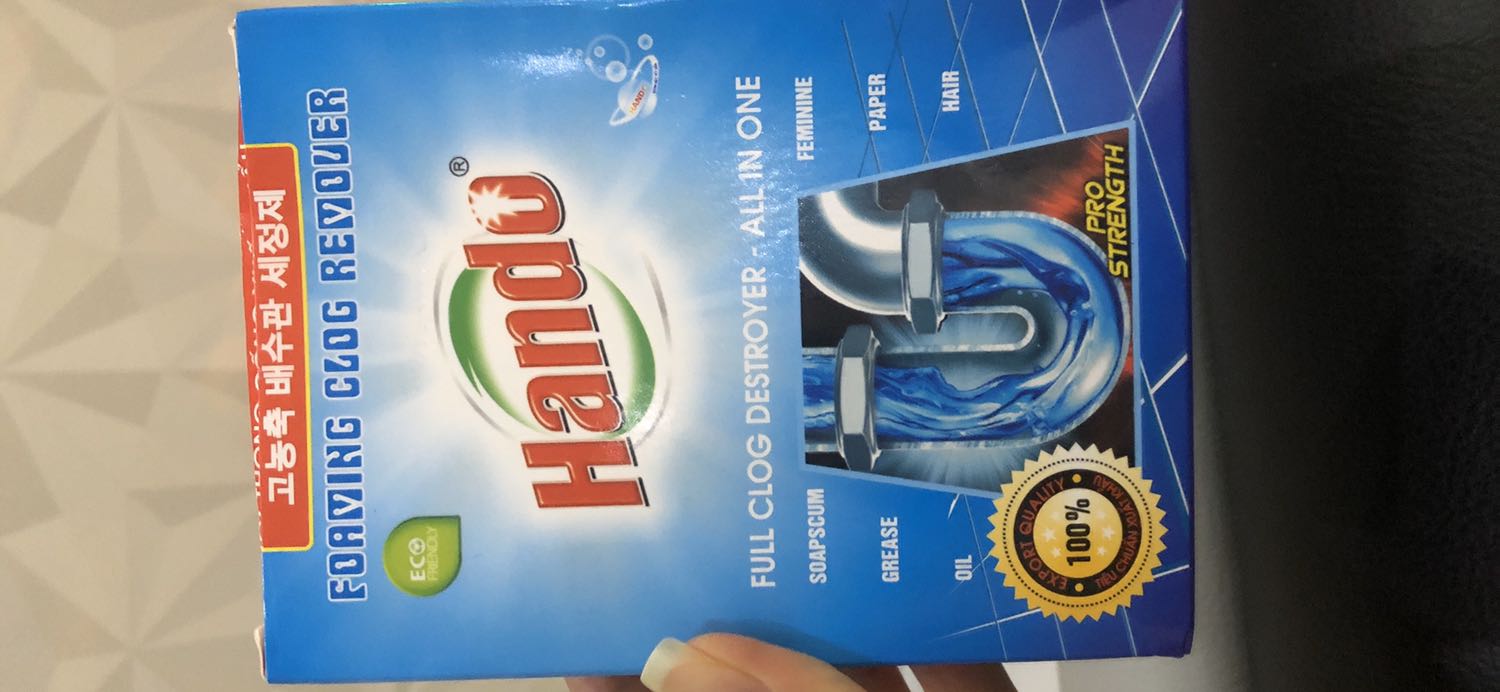 고농축 배수관 세정제
FOAMING CLOG REMOVER
ECO
FRIENDLY
Hando®
HANDO
FULL CLOG DESTROYER - ALL IN ONE
SOAPSCUM
FEMININE
GREASE
PAPER
OIL
HAIR
PRO
STRENGTH
EXPORT QUALITY
100%
TIÊU CHUẨN XUẤT KHẨU